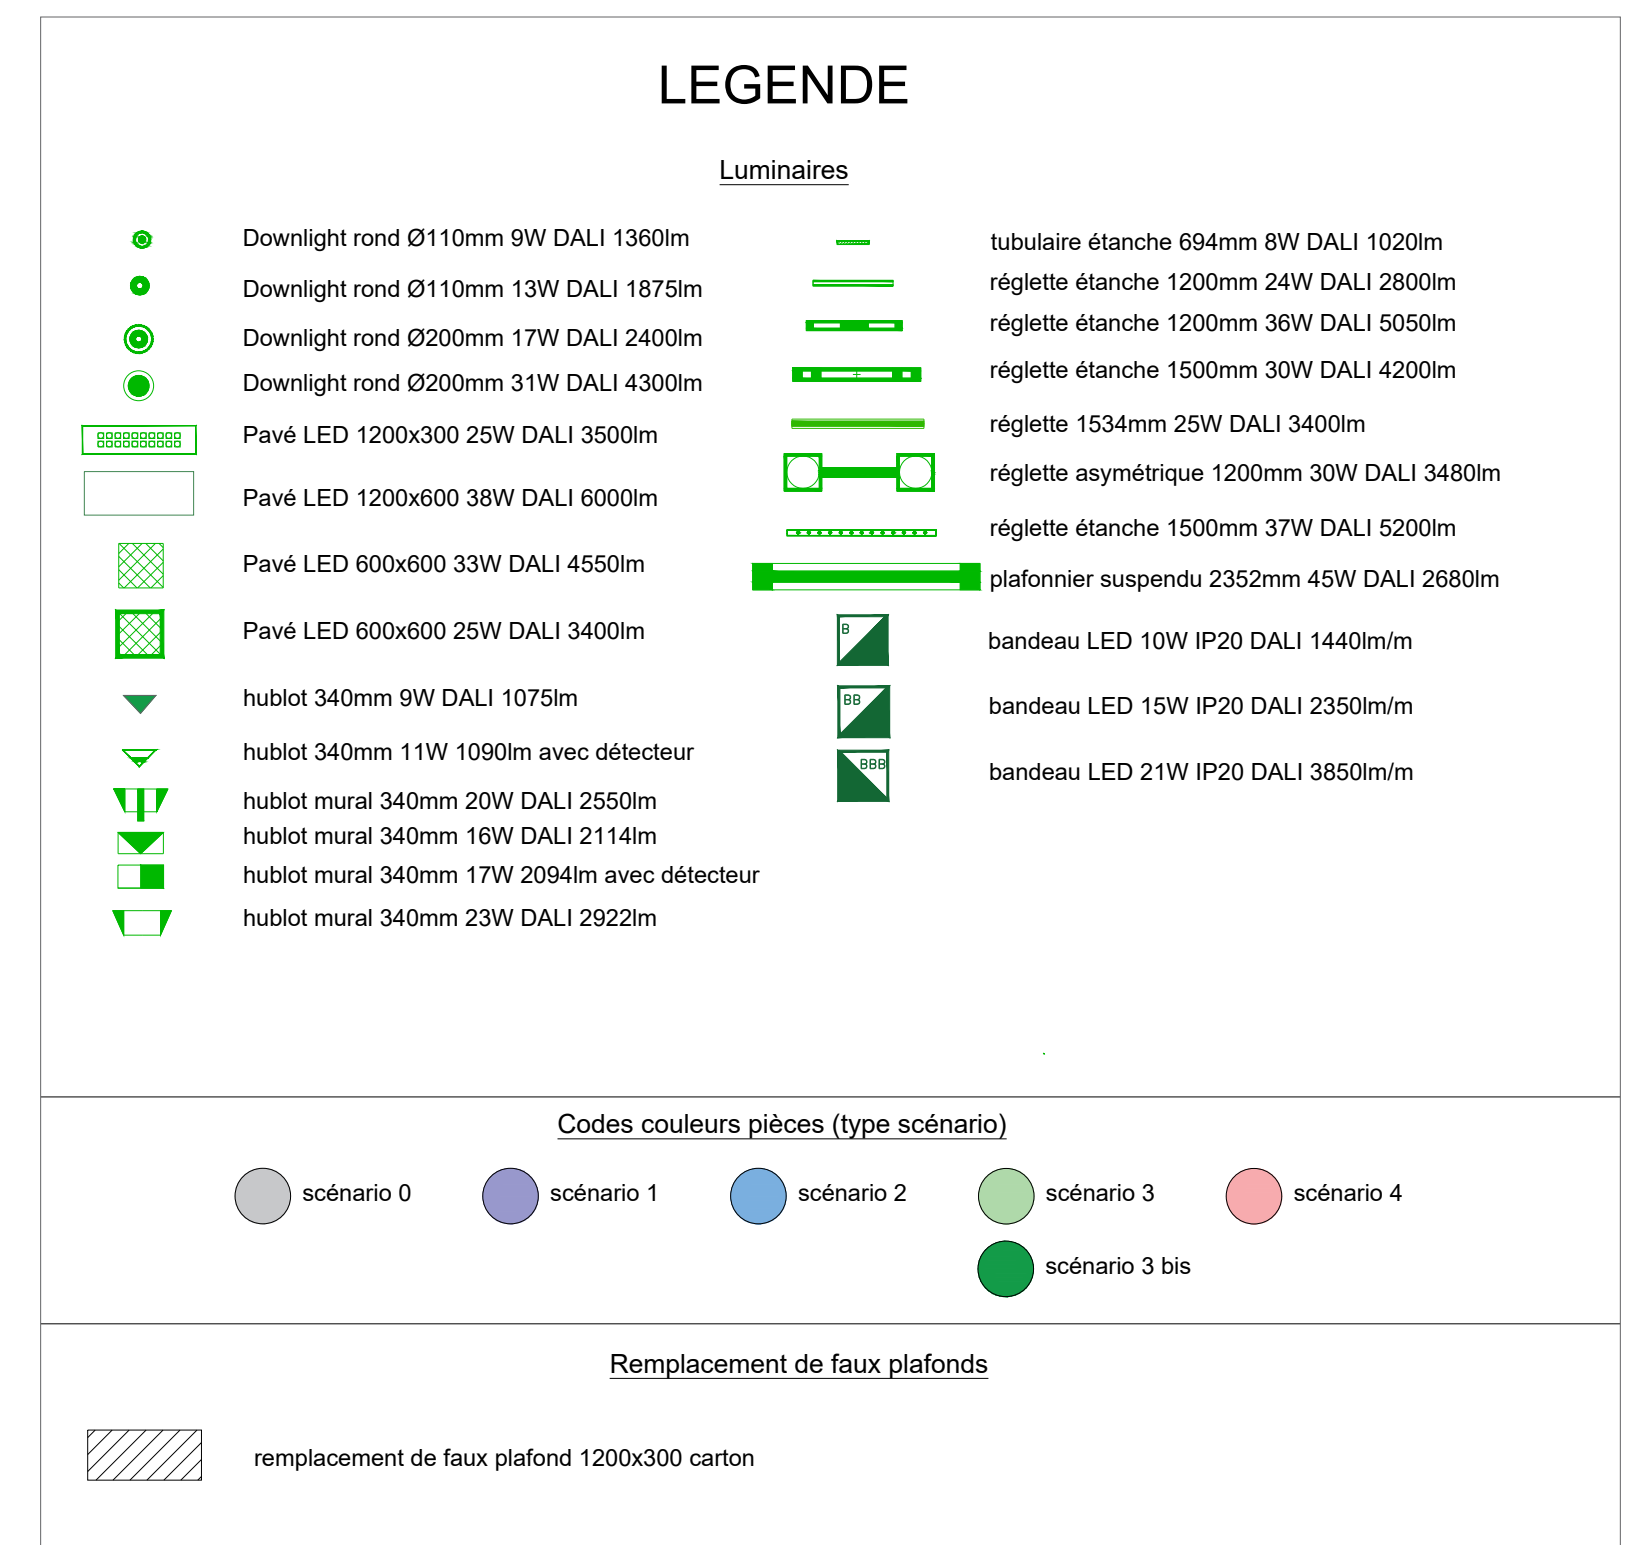 LEGENDE
Luminaires
Downlight rond Ø110mm 9W DALI 1360lm
Downlight rond Ø110mm 13W DALI 1875lm
Downlight rond Ø200mm 17W DALI 2400lm
Downlight rond Ø200mm 31W DALI 4300lm
Pavé LED 1200x300 25W DALI 3500lm
Pavé LED 1200x600 38W DALI 6000lm
Pavé LED 600x600 33W DALI 4550lm
Pavé LED 600x600 25W DALI 3400lm
hublot 340mm 9W DALI 1075lm
hublot 340mm 11W 1090lm avec détecteur
hublot mural 340mm 20W DALI 2550lm
hublot mural 340mm 16W DALI 2114lm
hublot mural 340mm 17W 2094lm avec détecteur
hublot mural 340mm 23W DALI 2922lm
tubulaire étanche 694mm 8W DALI 1020lm
réglette étanche 1200mm 24W DALI 2800lm
réglette étanche 1200mm 36W DALI 5050lm
réglette étanche 1500mm 30W DALI 4200lm
réglette 1534mm 25W DALI 3400lm
réglette asymétrique 1200mm 30W DALI 3480lm
réglette étanche 1500mm 37W DALI 5200lm
plafonnier suspendu 2352mm 45W DALI 2680lm
B bandeau LED 10W IP20 DALI 1440lm/m
BB bandeau LED 15W IP20 DALI 2350lm/m
BBB bandeau LED 21W IP20 DALI 3850lm/m
Codes couleurs pièces (type scénario)
scénario 0 scénario 1 scénario 2 scénario 3 scénario 4
scénario 3 bis
Remplacement de faux plafonds
remplacement de faux plafond 1200x300 carton